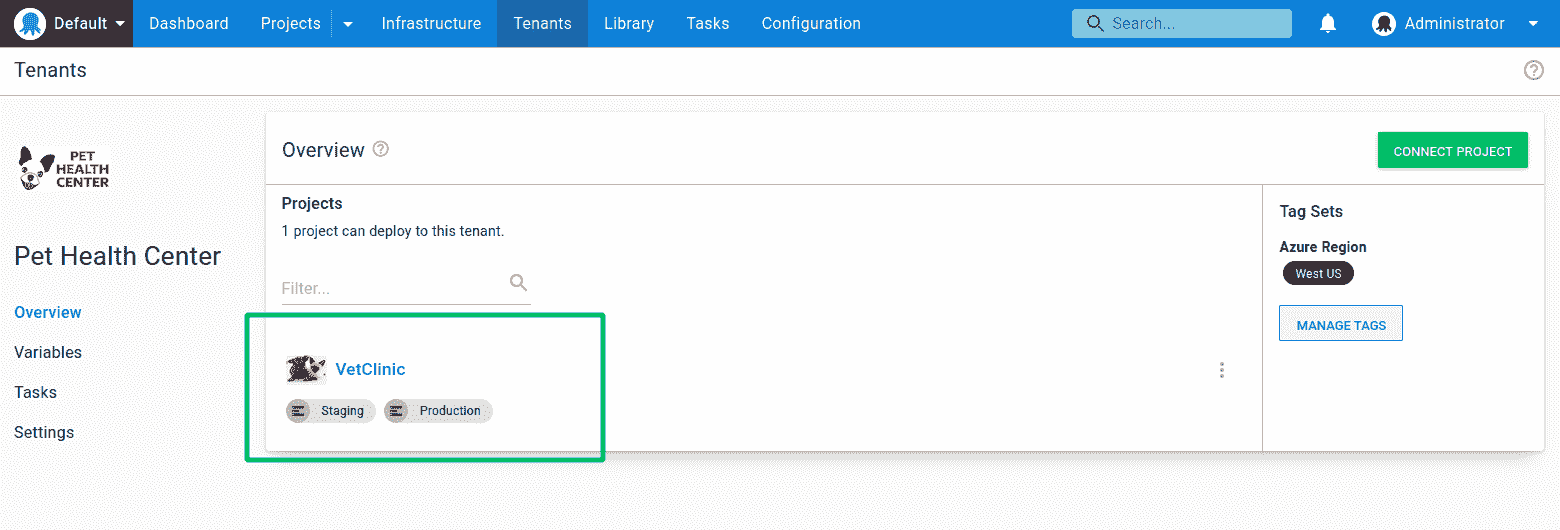 Default Dashboard Projects Infrastructure Tenants Library Tasks Configuration Search... Administrator
Tenants
PET
HEALTH
CENTER
Pet Health Center
Overview
Variables
Tasks
Settings
Overview
CONNECT PROJECT
Projects
1 project can deploy to this tenant.
Filter...
VetClinic
Staging Production
Tag Sets
Azure Region
West US
MANAGE TAGS